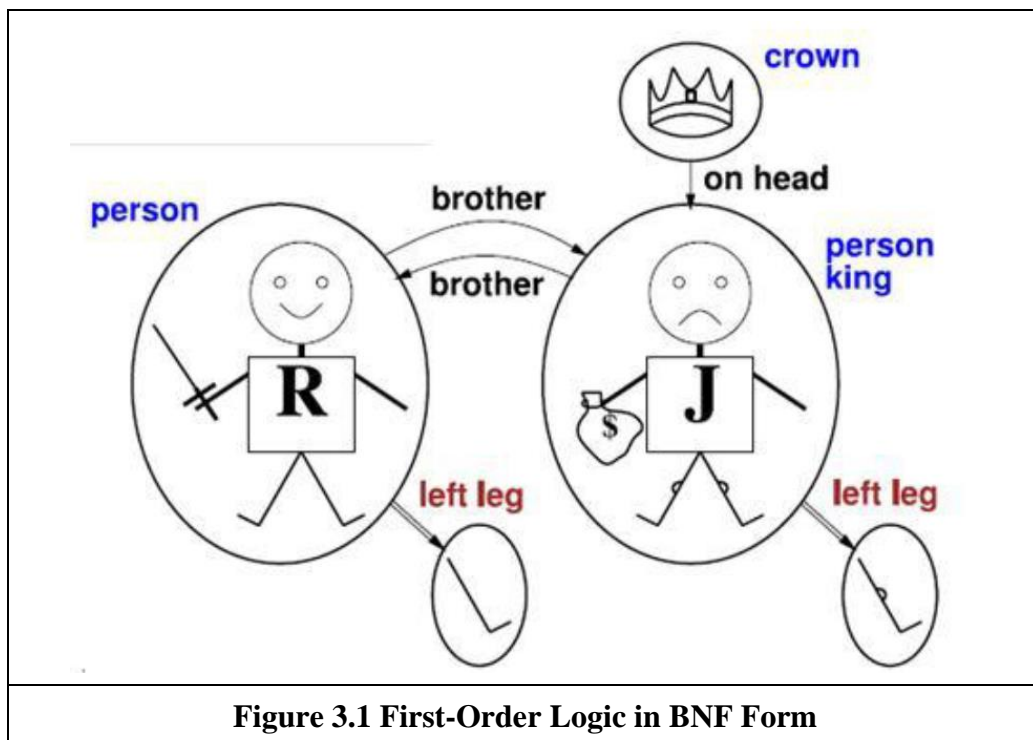 crown
on head
person
brother
person
king
brother
R
J
$
left leg
left leg
Figure 3.1 First-Order Logic in BNF Form